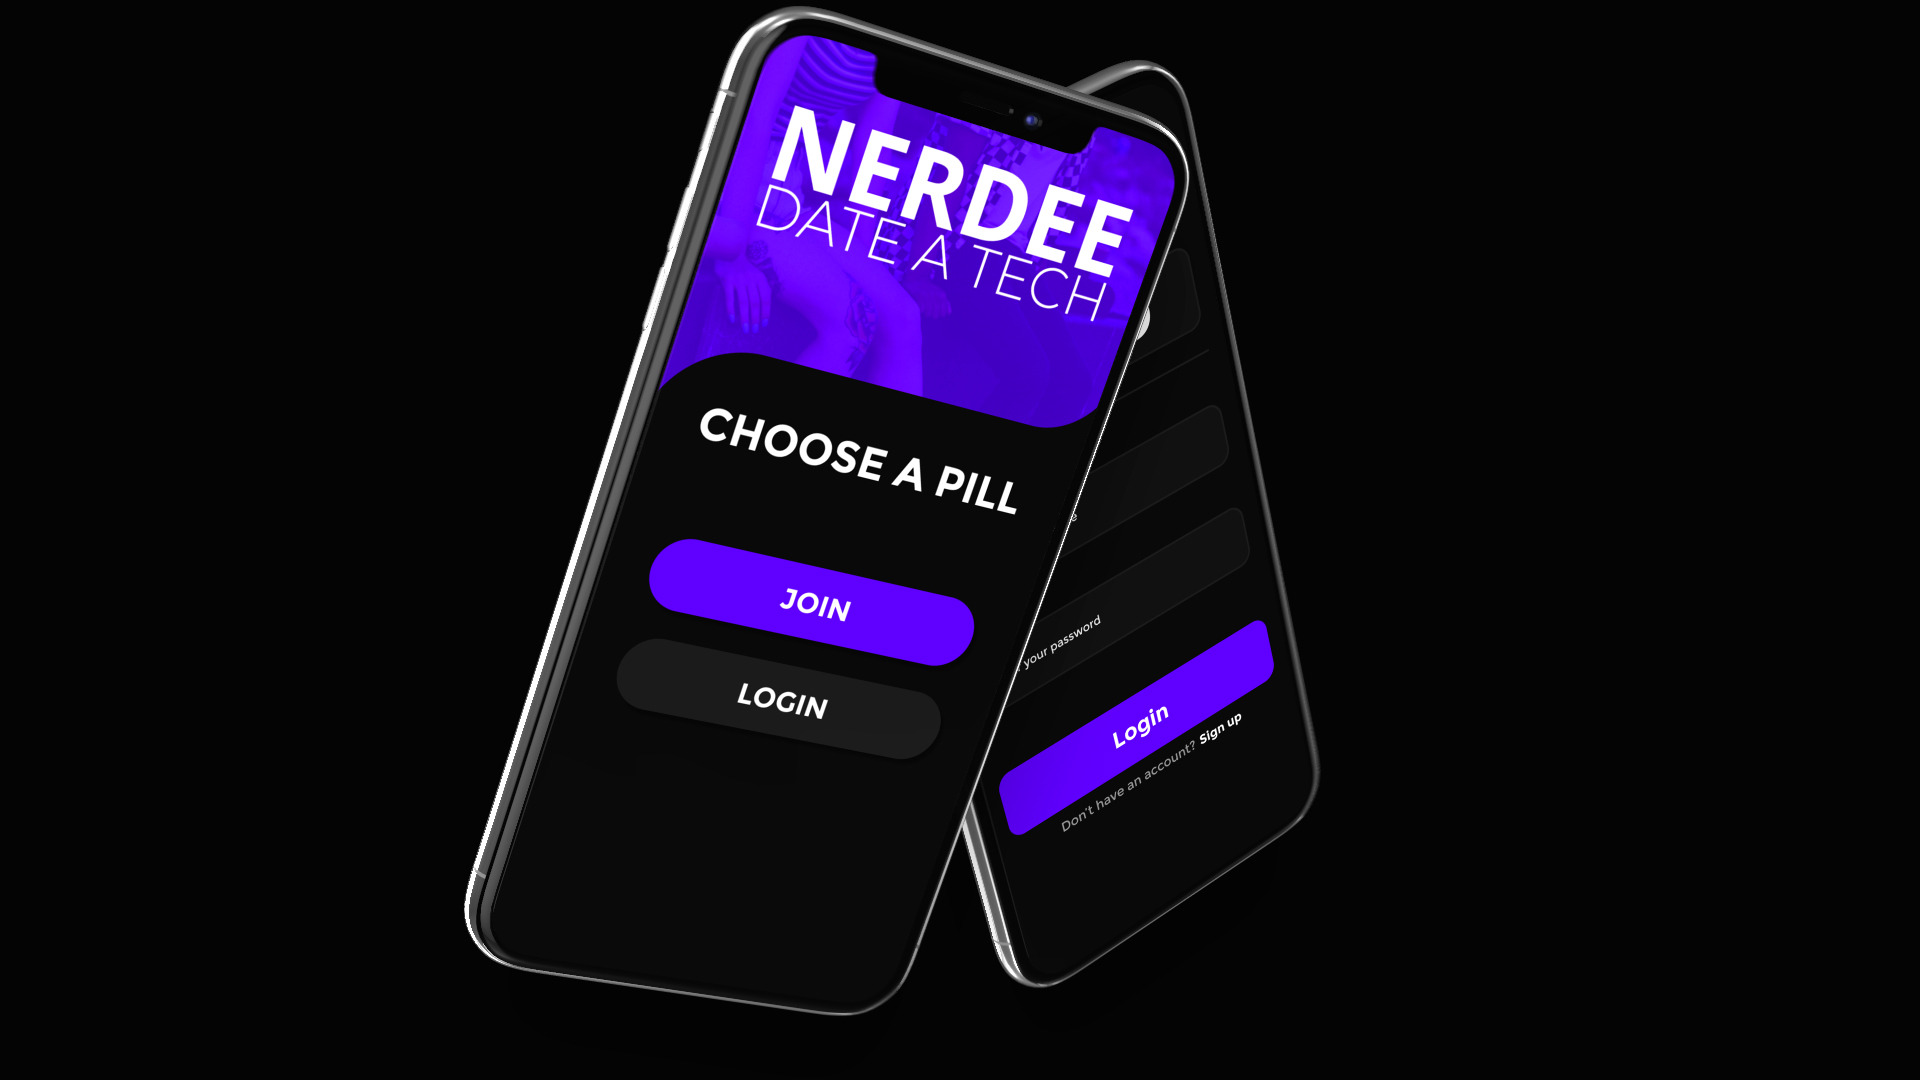 NERDEE
DATE A TECH
CHOOSE A PILL
JOIN
LOGIN
your password
Login
Don't have an account? Sign up